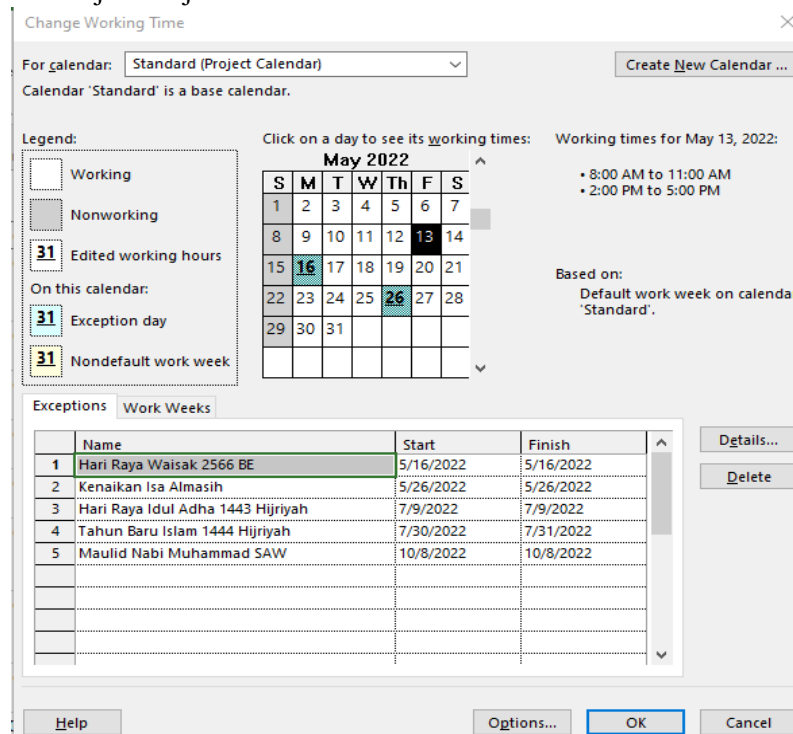 Change Working Time
For calendar: Standard (Project Calendar) Create New Calendar ...
Calendar 'Standard' is a base calendar.
Legend: Click on a day to see its working times: Working times for May 13, 2022:
Working
Nonworking
31 Edited working hours
On this calendar:
31 Exception day
31 Nondefault work week
May 2022
S M T W Th F S
1 2 3 4 5 6 7
8 9 10 11 12 13 14
15 16 17 18 19 20 21
22 23 24 25 26 27 28
29 30 31
• 8:00 AM to 11:00 AM
• 2:00 PM to 5:00 PM
Based on:
Default work week on calenda
'Standard'.
Exceptions Work Weeks
Name Start Finish
1 Hari Raya Waisak 2566 BE 5/16/2022 5/16/2022
2 Kenaikan Isa Almasih 5/26/2022 5/26/2022
3 Hari Raya Idul Adha 1443 Hijriyah 7/9/2022 7/9/2022
4 Tahun Baru Islam 1444 Hijriyah 7/30/2022 7/31/2022
5 Maulid Nabi Muhammad SAW 10/8/2022 10/8/2022
Details...
Delete
Help Options... OK Cancel